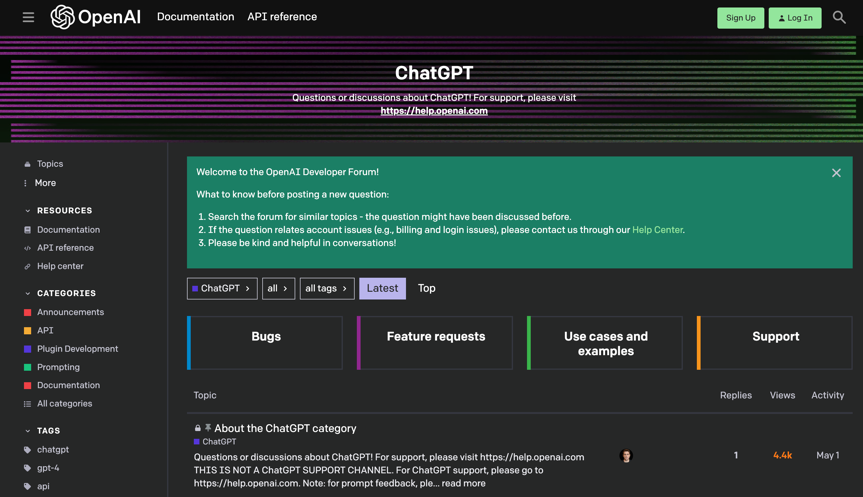 OpenAI
Documentation
API reference
Sign Up
Log In
ChatGPT
Questions or discussions about ChatGPT! For support, please visit
https://help.openai.com
Topics
More
RESOURCES
Documentation
API reference
Help center
CATEGORIES
Announcements
API
Plugin Development
Prompting
Documentation
All categories
TAGS
chatgpt
gpt-4
api
Welcome to the OpenAI Developer Forum!
What to know before posting a new question:
1. Search the forum for similar topics - the question might have been discussed before.
2. If the question relates account issues (e.g., billing and login issues), please contact us through our Help Center.
3. Please be kind and helpful in conversations!
ChatGPT
all
all tags
Latest
Top
Bugs
Feature requests
Use cases and
examples
Support
Topic
Replies
Views
Activity
About the ChatGPT category
ChatGPT
Questions or discussions about ChatGPT! For support, please visit https://help.openai.com
THIS IS NOT A ChatGPT SUPPORT CHANNEL. For ChatGPT support, please go to
https://help.openai.com. Note: for prompt feedback, ple... read more
1
4.4k
May 1